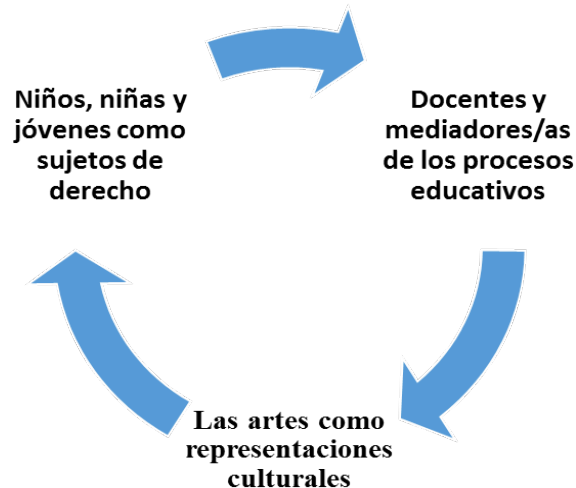 Niños, niñas y
jóvenes como
sujetos de
derecho
Docentes y
mediadores/as
de los procesos
educativos
Las artes como
representaciones
culturales